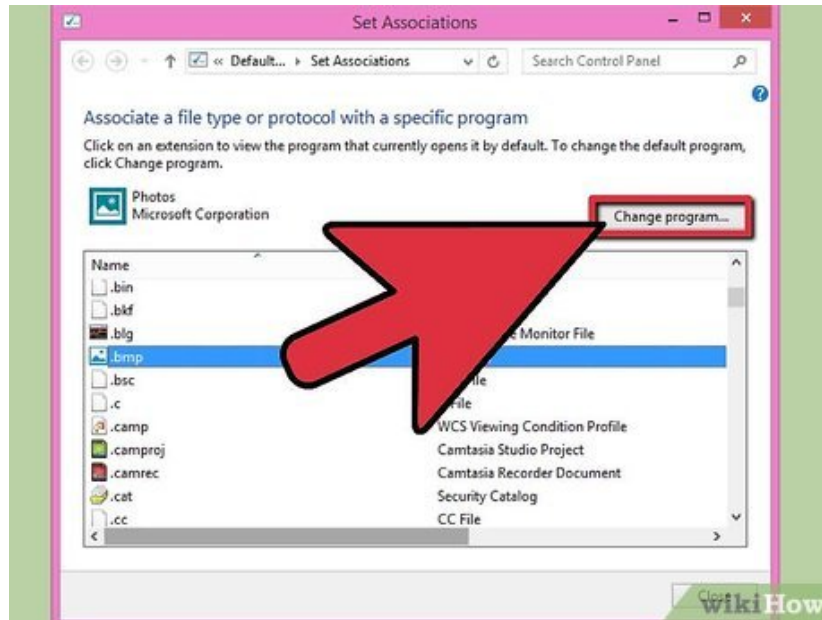 Set Associations
« Default... Set Associations
Search Control Panel
Associate a file type or protocol with a specific program
Click on an extension to view the program that currently opens it by default. To change the default program,
click Change program.
Photos
Microsoft Corporation
Change program...
Name
.bin
.bkf
.blg Monitor File
.bmp
.bsc
.c File
.camp WCS Viewing Condition Profile
.camproj Camtasia Studio Project
.camrec Camtasia Recorder Document
.cat Security Catalog
.cc CC File
Close
wikiHow